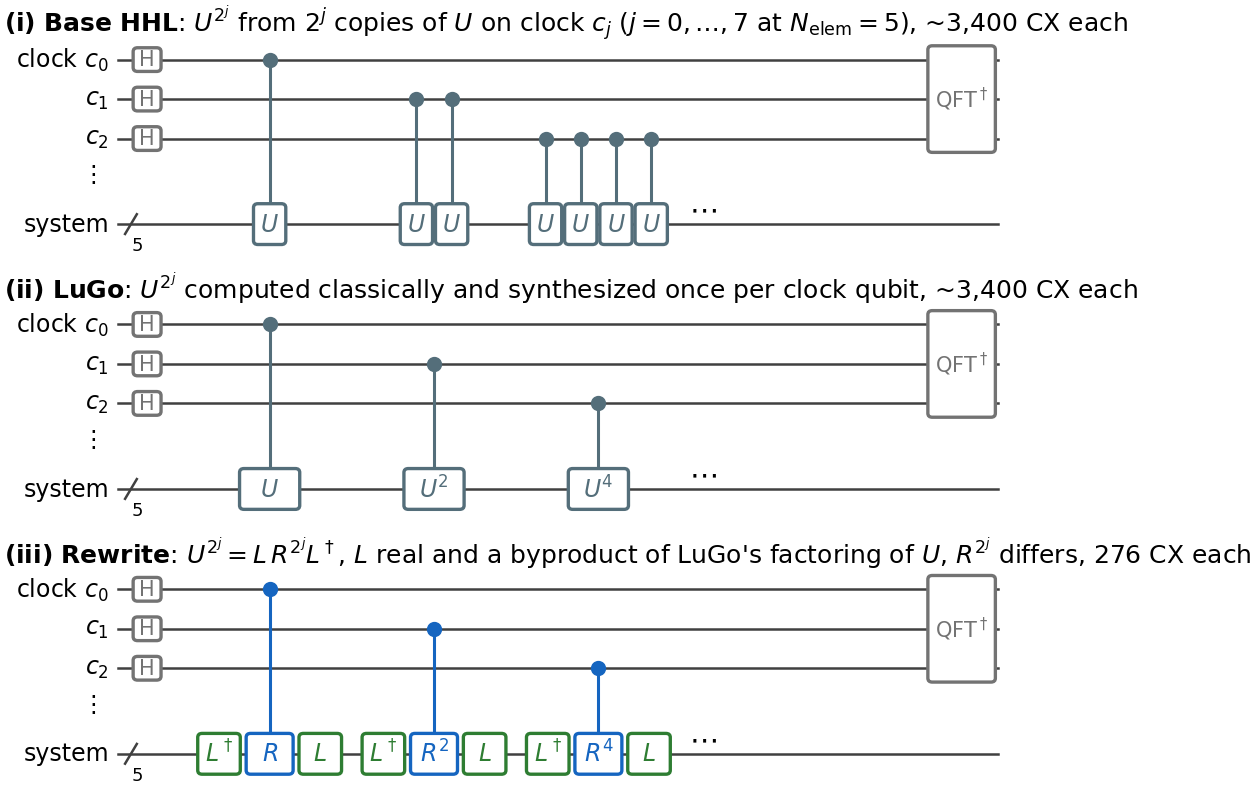 (i) Base HHL: U^{2^j} from 2^j copies of U on clock c_j (j = 0, …, 7 at N_elem = 5), ~3,400 CX each
clock c_0 H
c_1 H QFT†
c_2 H
⋮
U U U U U U U …
system 5
(ii) LuGo: U^{2^j} computed classically and synthesized once per clock qubit, ~3,400 CX each
clock c_0 H
c_1 H QFT†
c_2 H
⋮
system 5 U U^2 U^4 …
(iii) Rewrite: U^{2^j} = L R^{2^j} L†, L real and a byproduct of LuGo's factoring of U, R^{2^j} differs, 276 CX each
clock c_0 H
c_1 H QFT†
c_2 H
⋮
system 5 L† R L L† R^2 L L† R^4 L …